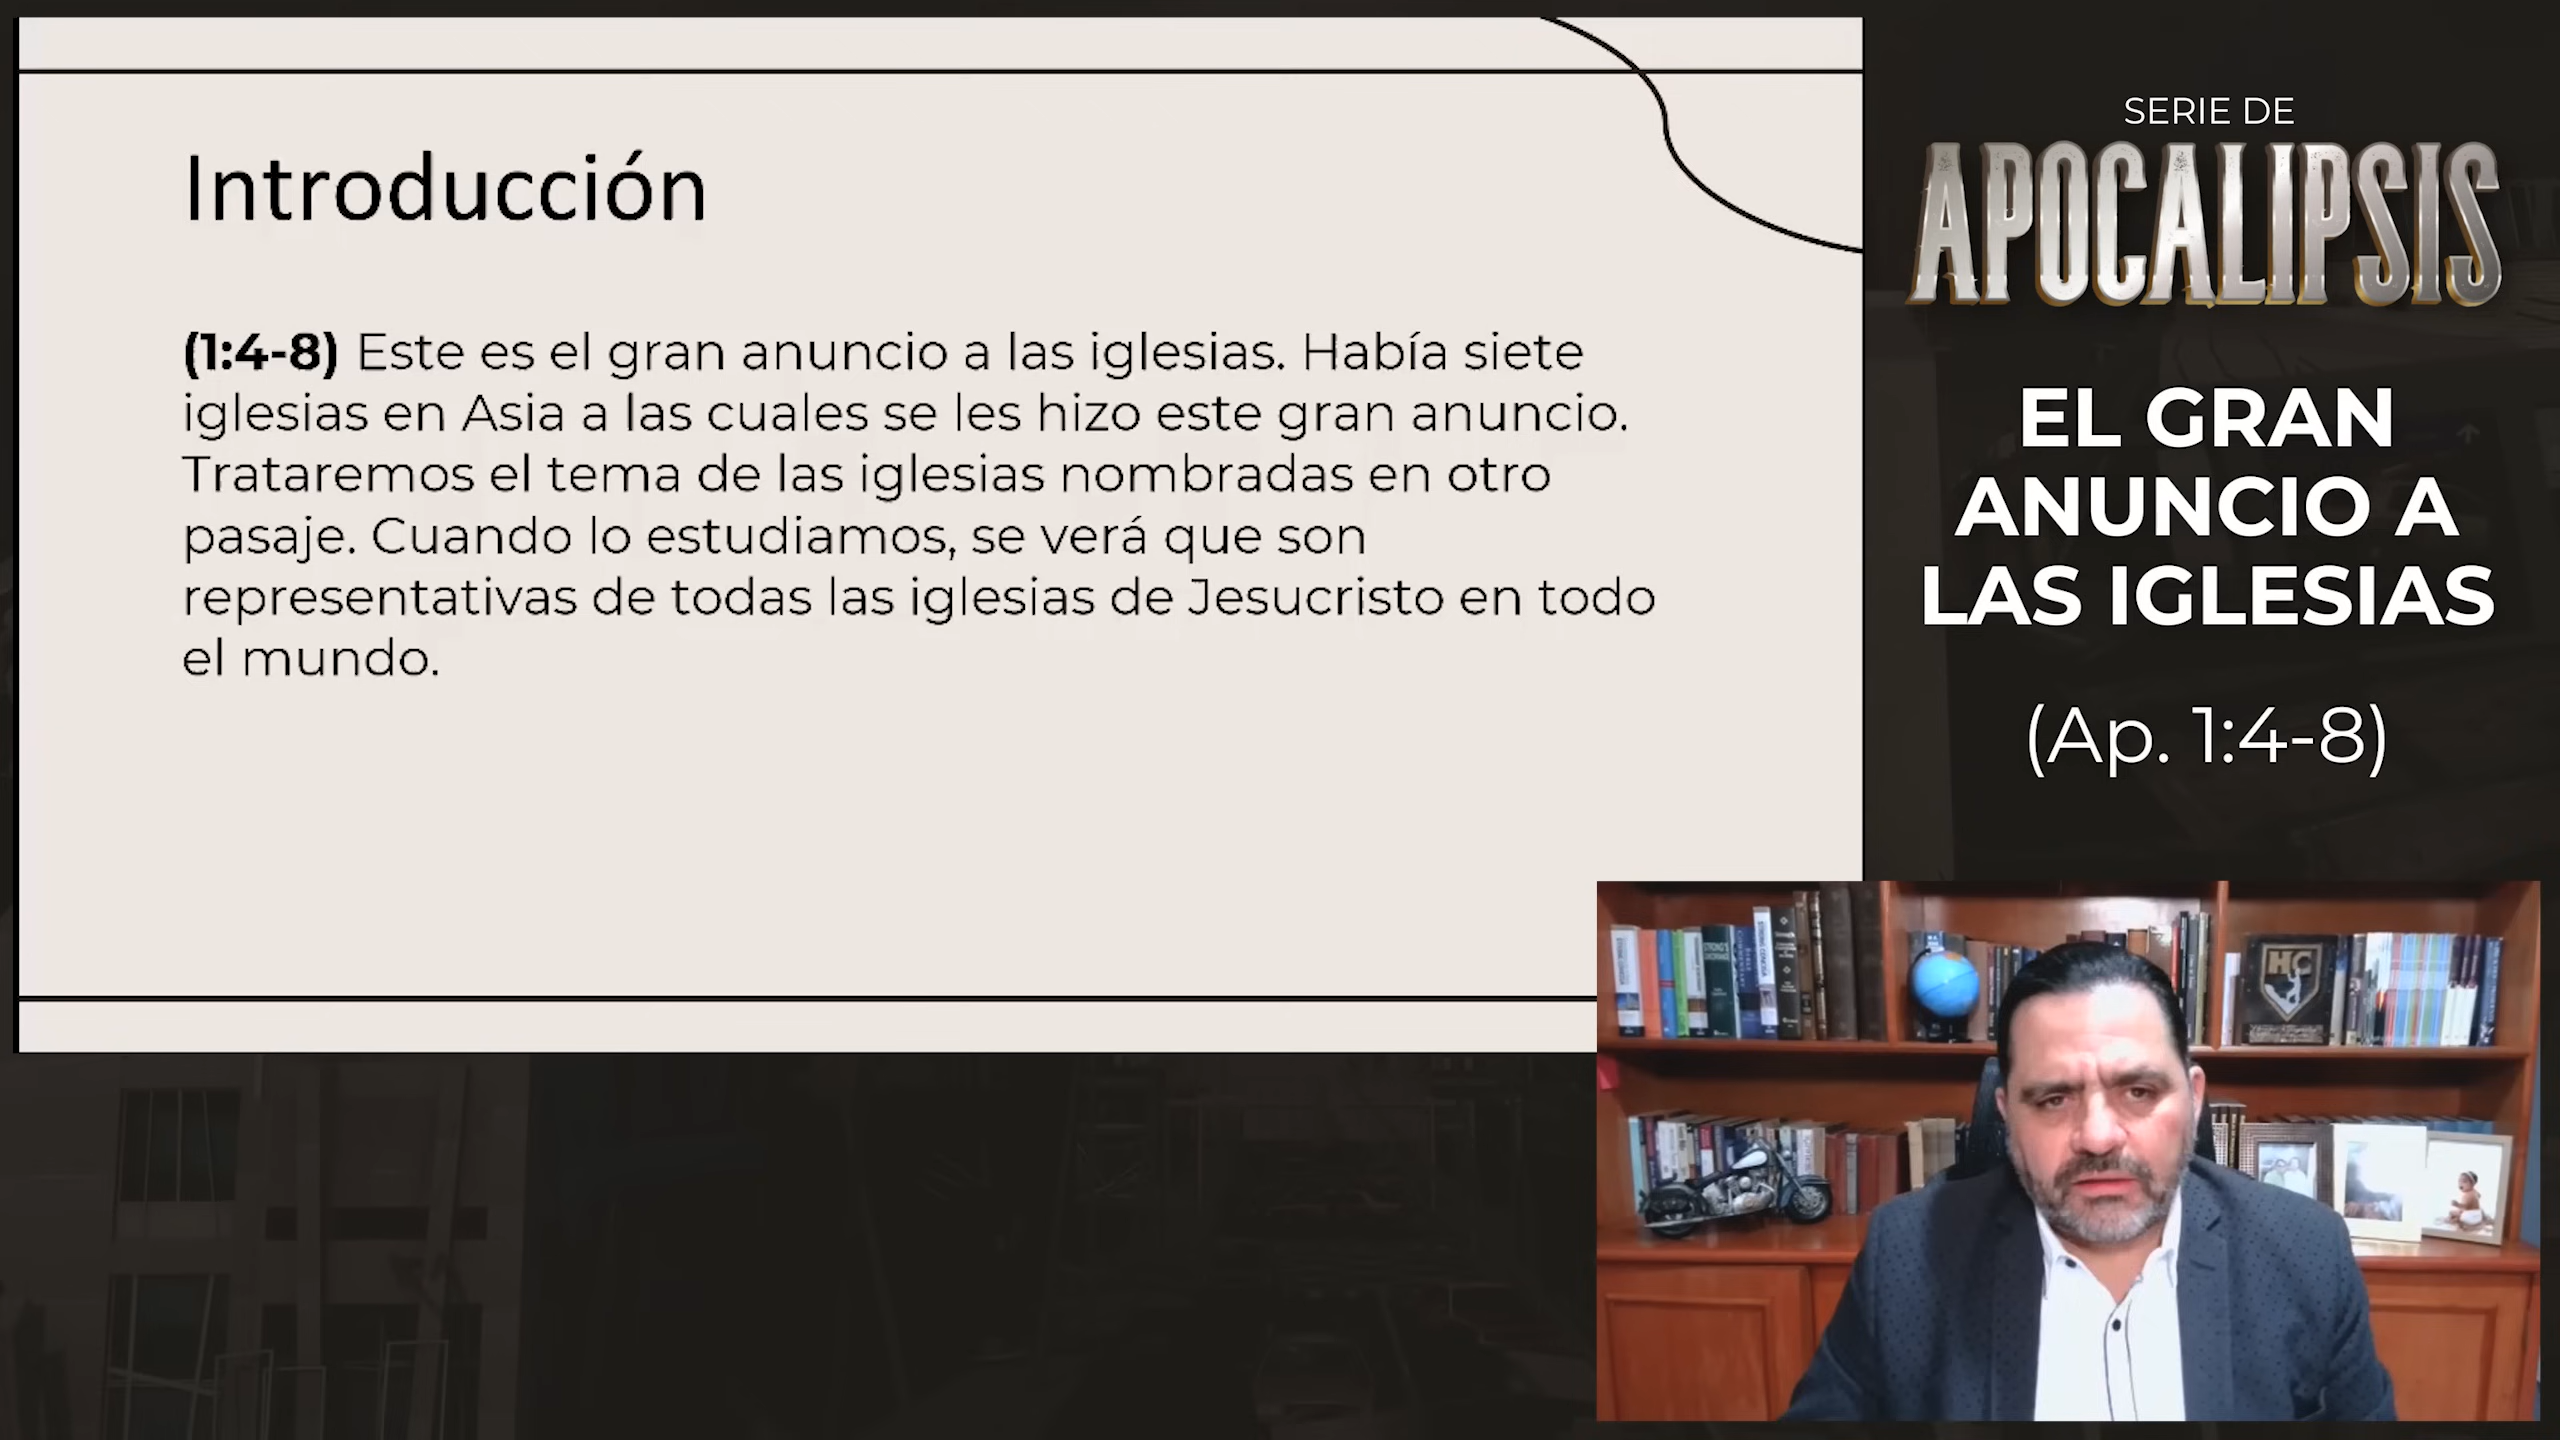 Introducción
(1:4-8) Este es el gran anuncio a las iglesias. Había siete
iglesias en Asia a las cuales se les hizo este gran anuncio.
Trataremos el tema de las iglesias nombradas en otro
pasaje. Cuando lo estudiamos, se verá que son
representativas de todas las iglesias de Jesucristo en todo
el mundo.
SERIE DE
APOCALIPSIS
EL GRAN
ANUNCIO A
LAS IGLESIAS
(Ap. 1:4-8)
HC